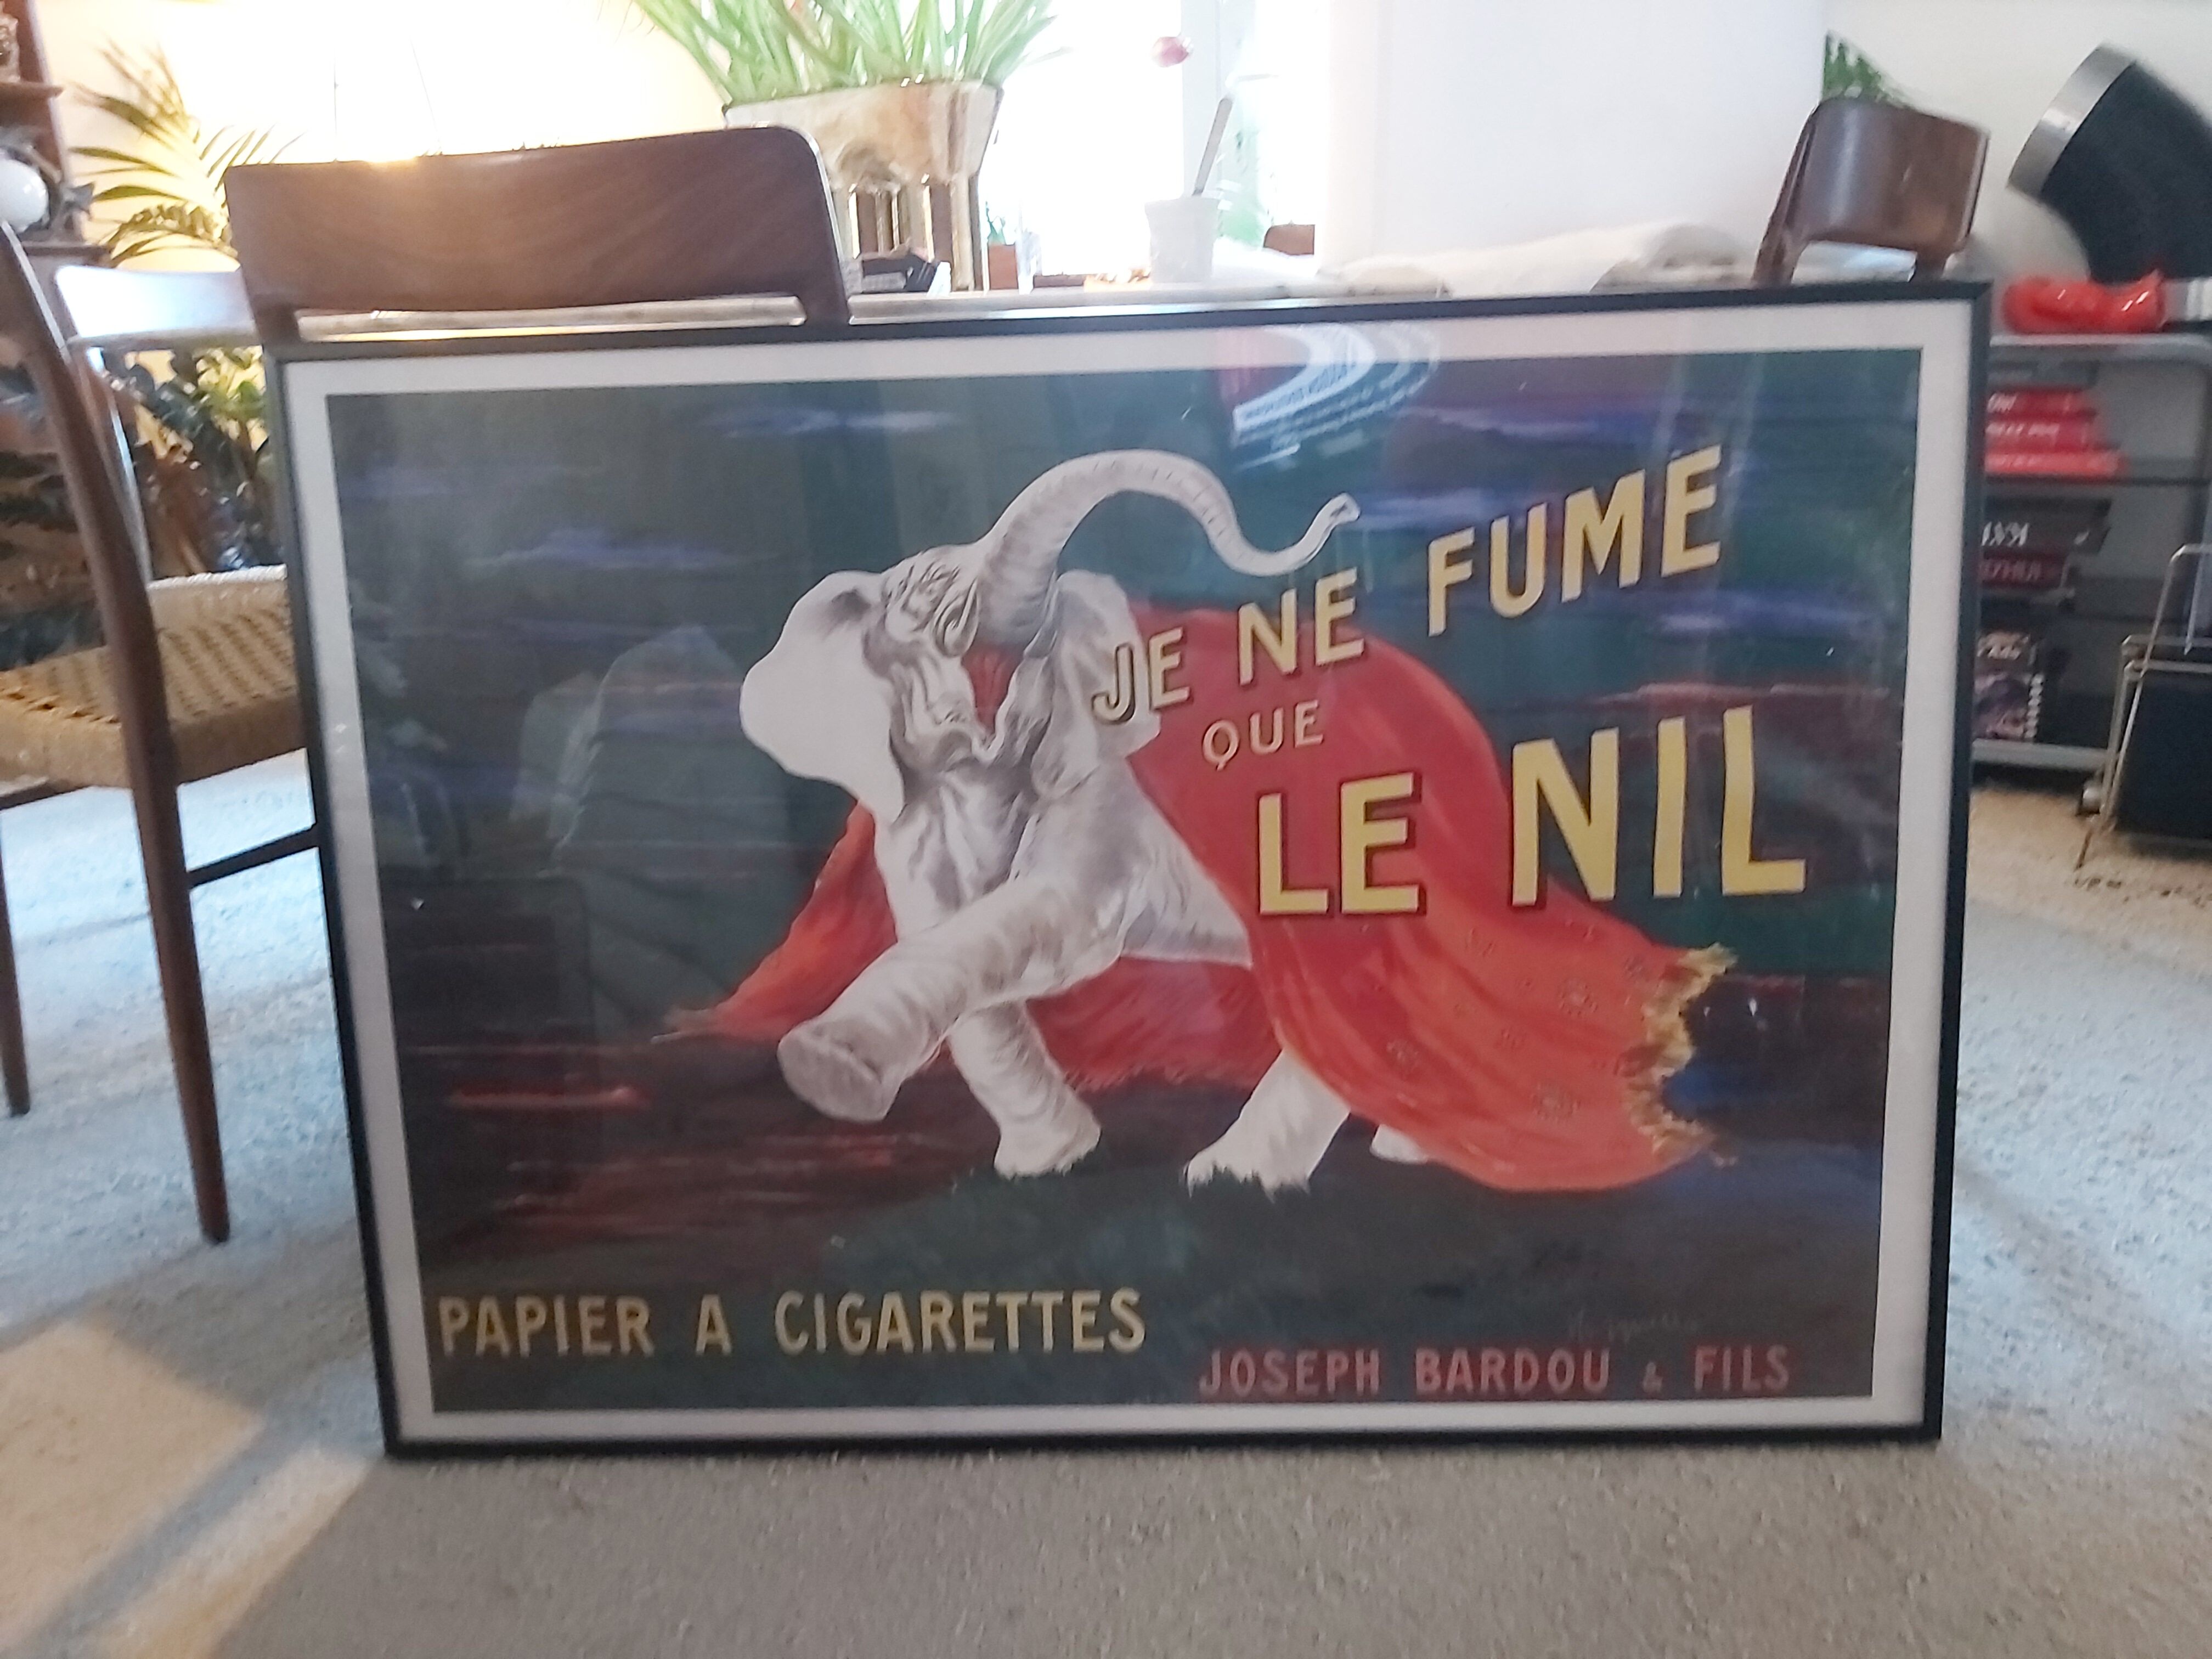 JE NE FUME
QUE
LE NIL
PAPIER A CIGARETTES
JOSEPH BARDOU & FILS